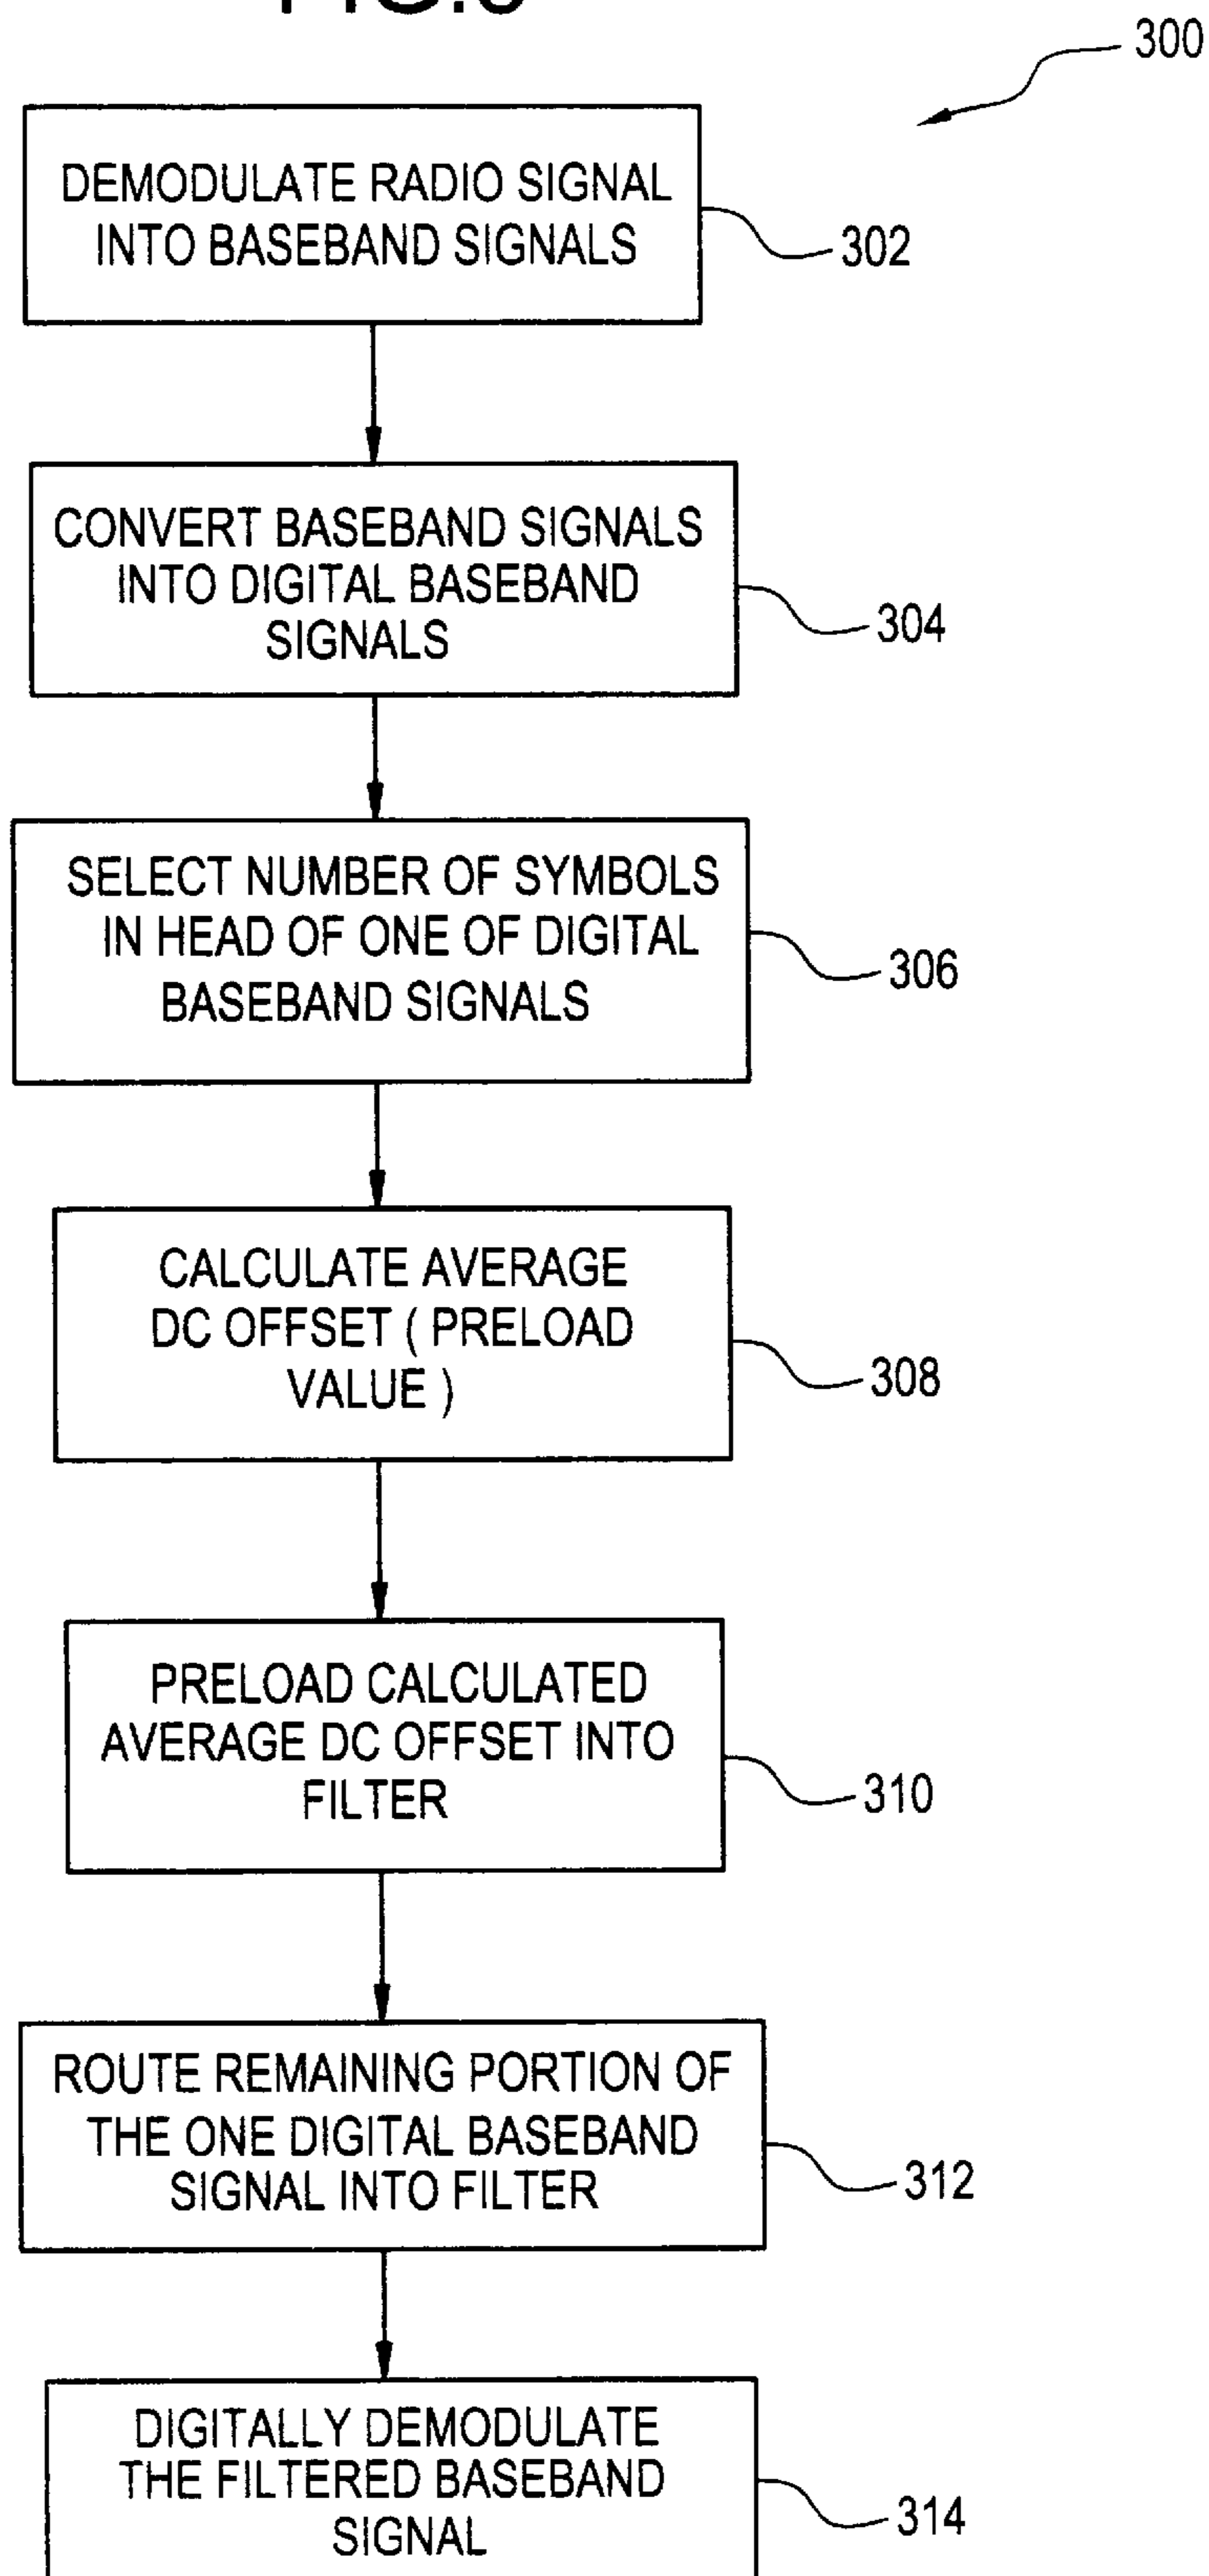 300
DEMODULATE RADIO SIGNAL
INTO BASEBAND SIGNALS
302
CONVERT BASEBAND SIGNALS
INTO DIGITAL BASEBAND
SIGNALS
304
SELECT NUMBER OF SYMBOLS
IN HEAD OF ONE OF DIGITAL
BASEBAND SIGNALS
306
CALCULATE AVERAGE
DC OFFSET ( PRELOAD
VALUE )
308
PRELOAD CALCULATED
AVERAGE DC OFFSET INTO
FILTER
310
ROUTE REMAINING PORTION OF
THE ONE DIGITAL BASEBAND
SIGNAL INTO FILTER
312
DIGITALLY DEMODULATE
THE FILTERED BASEBAND
SIGNAL
314